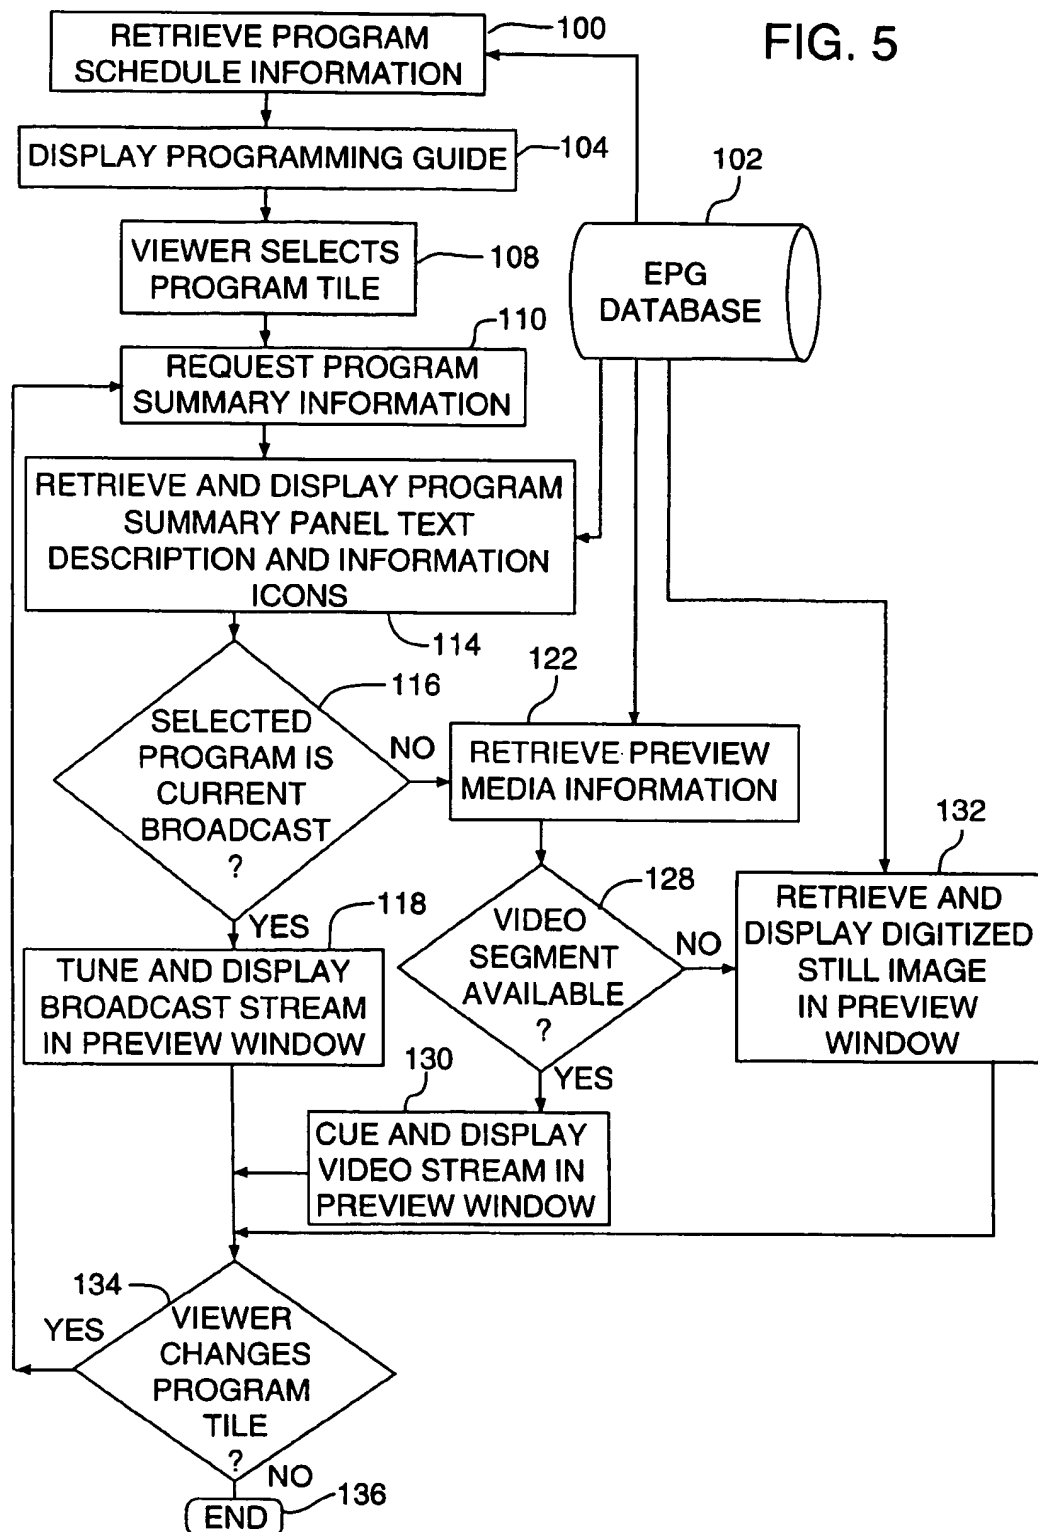 FIG. 5
RETRIEVE PROGRAM
SCHEDULE INFORMATION
100
DISPLAY PROGRAMMING GUIDE
104
102
VIEWER SELECTS
PROGRAM TILE
108
EPG
DATABASE
110
REQUEST PROGRAM
SUMMARY INFORMATION
RETRIEVE AND DISPLAY PROGRAM
SUMMARY PANEL TEXT
DESCRIPTION AND INFORMATION
ICONS
114
116
SELECTED
PROGRAM IS
CURRENT
BROADCAST
?
NO
YES
122
RETRIEVE PREVIEW
MEDIA INFORMATION
118
TUNE AND DISPLAY
BROADCAST STREAM
IN PREVIEW WINDOW
128
VIDEO
SEGMENT
AVAILABLE
?
NO
YES
132
RETRIEVE AND
DISPLAY DIGITIZED
STILL IMAGE
IN PREVIEW
WINDOW
130
CUE AND DISPLAY
VIDEO STREAM IN
PREVIEW WINDOW
134
YES
VIEWER
CHANGES
PROGRAM
TILE
?
NO
END
136